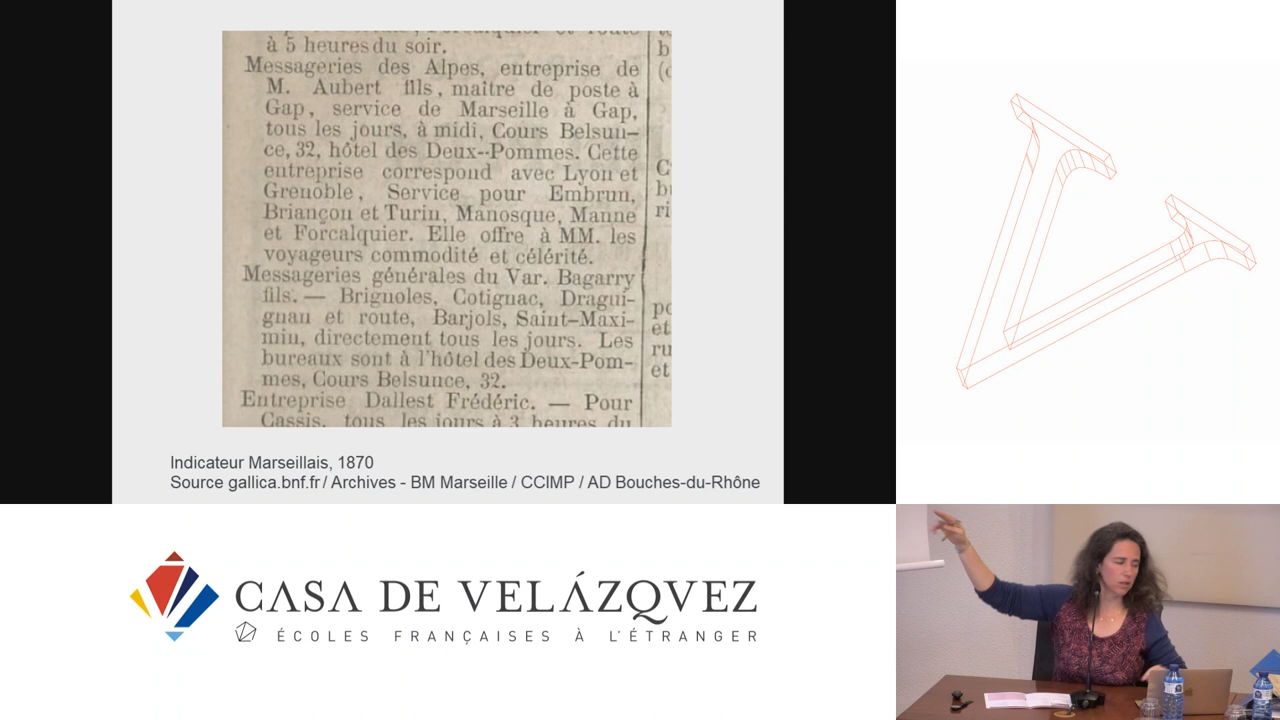 à 5 heures du soir.
Messageries des Alpes, entreprise de
M. Aubert fils, maître de poste à
Gap, service de Marseille à Gap,
tous les jours, à midi, Cours Belsun–
ce, 32, hôtel des Deux--Pommes. Cette
entreprise correspond avec Lyon et
Grenoble, Service pour Embrun,
Briançon et Turin, Manosque, Manne
et Forcalquier. Elle offre à MM. les
voyageurs commodité et célérité.
Messageries générales du Var. Bagarry
fils. — Brignoles, Cotignac, Dragui-
gnan et route, Barjols, Saint–Maxi-
min, directement tous les jours. Les
bureaux sont à l'hôtel des Deux-Pom-
mes, Cours Belsunce, 32.
Entreprise Dallest Frédéric. — Pour
Cassis, tous les jours à 3 heures du
Indicateur Marseillais, 1870
Source gallica.bnf.fr / Archives - BM Marseille / CCIMP / AD Bouches-du-Rhône
CASA DE VELÁZQVEZ
ÉCOLES FRANÇAISES À L'ÉTRANGER